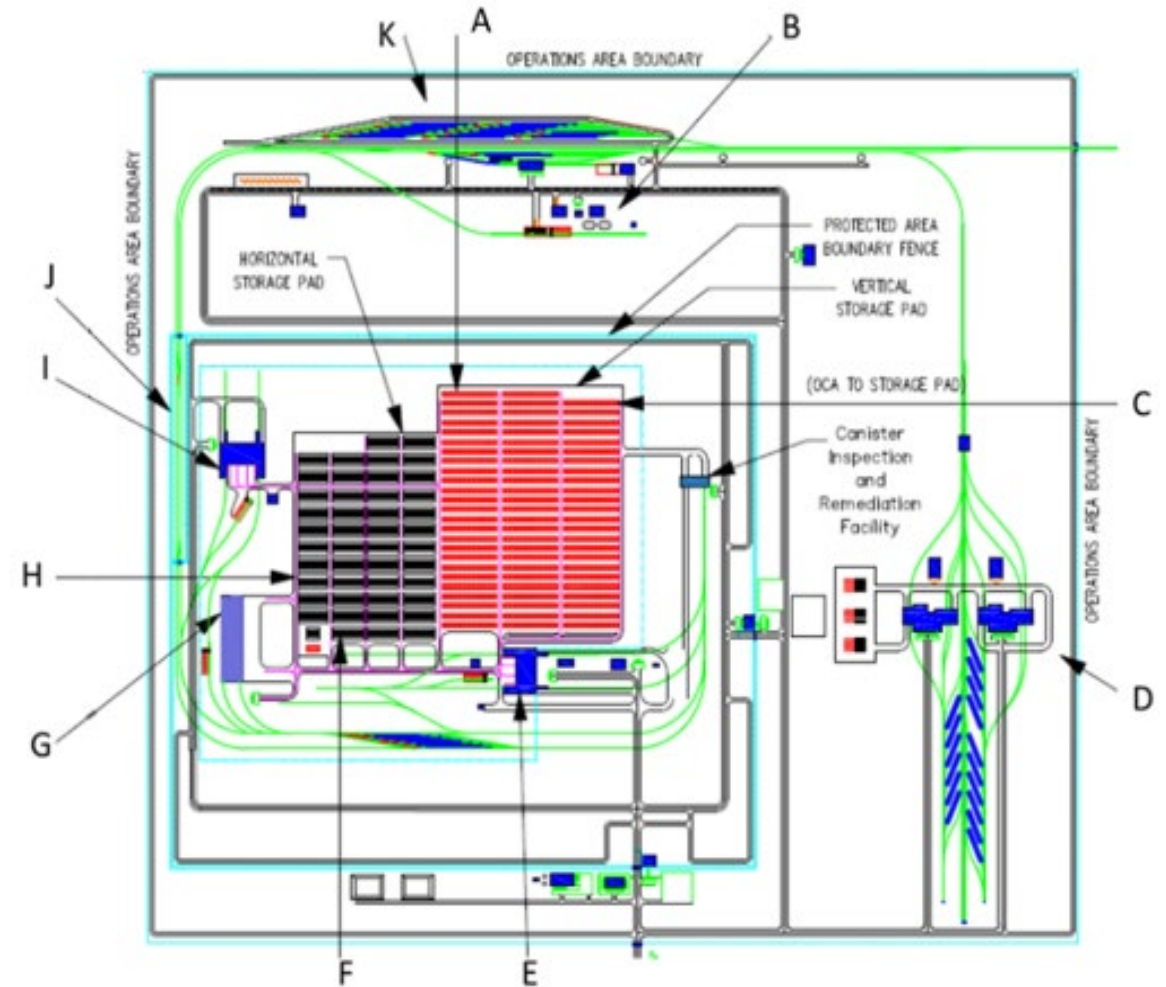 A
K
B
OPERATIONS AREA BOUNDARY
OPERATIONS AREA BOUNDARY
PROTECTED AREA
BOUNDARY FENCE
HORIZONTAL
STORAGE PAD
VERTICAL
STORAGE PAD
J
I
(OCA TO STORAGE PAD)
C
Canister
Inspection
and
Remediation
Facility
OPERATIONS AREA BOUNDARY
H
D
G
F
E